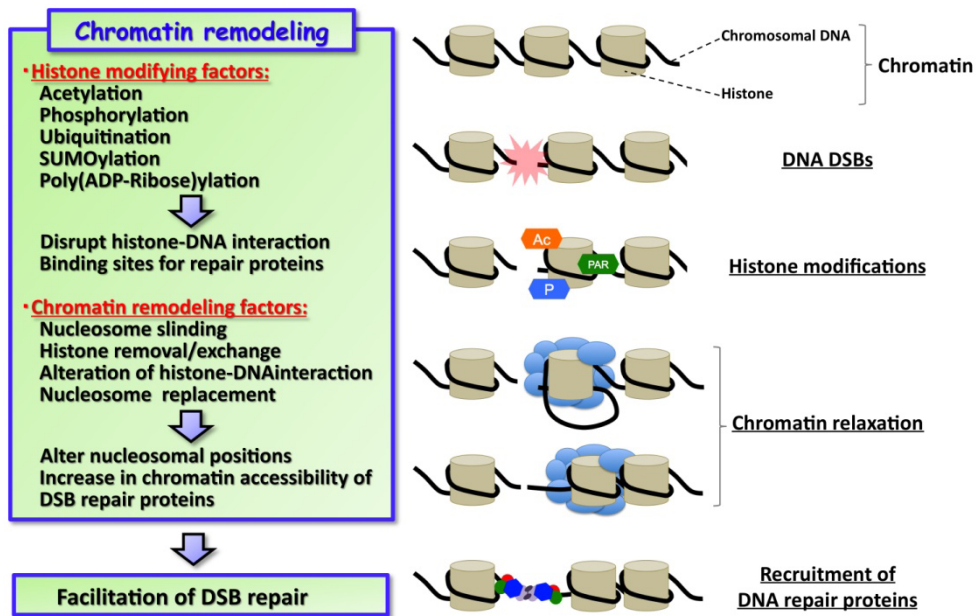 Chromatin remodeling
・Histone modifying factors:
Acetylation
Phosphorylation
Ubiquitination
SUMOylation
Poly(ADP-Ribose)ylation
Disrupt histone-DNA interaction
Binding sites for repair proteins
・Chromatin remodeling factors:
Nucleosome slinding
Histone removal/exchange
Alteration of histone-DNAinteraction
Nucleosome replacement
Alter nucleosomal positions
Increase in chromatin accessibility of
DSB repair proteins
Facilitation of DSB repair
Chromosomal DNA
Histone
Chromatin
DNA DSBs
Ac
PAR
P
Histone modifications
Chromatin relaxation
Recruitment of
DNA repair proteins